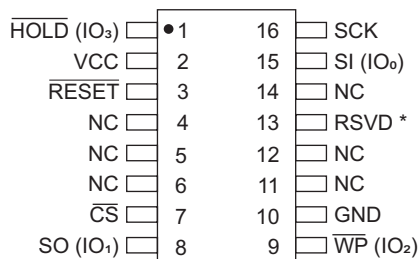 HOLD (IO₃) 1 16 SCK
VCC 2 15 SI (IO₀)
RESET 3 14 NC
NC 4 13 RSVD *
NC 5 12 NC
NC 6 11 NC
CS 7 10 GND
SO (IO₁) 8 9 WP (IO₂)